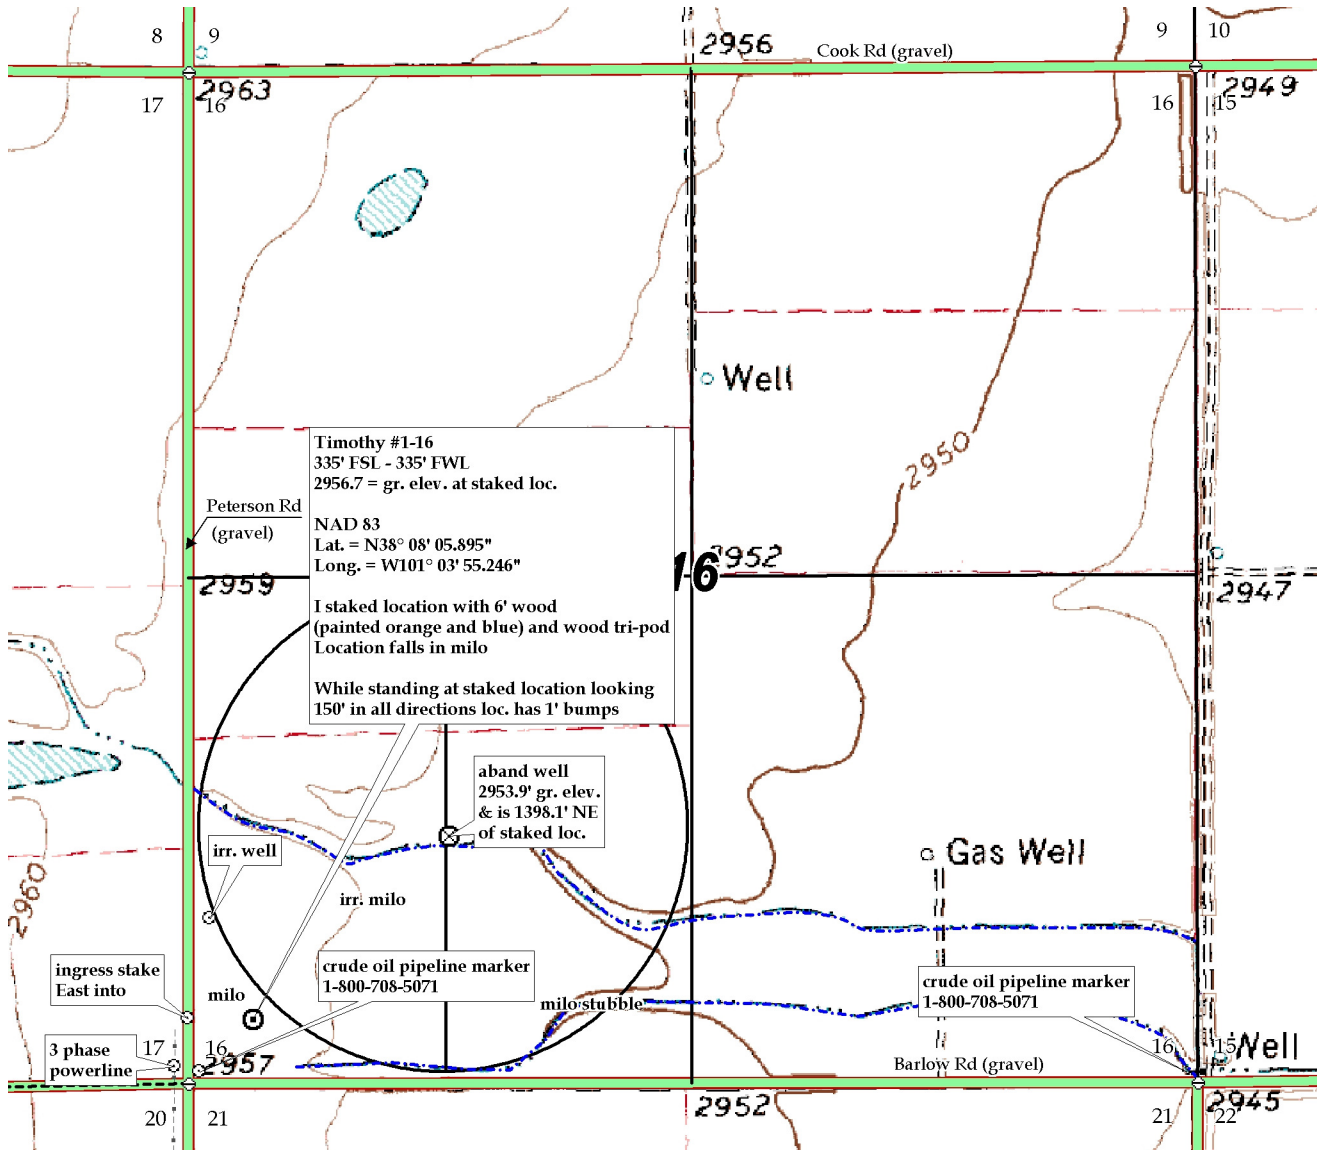 8
9
2956
Cook Rd (gravel)
9
10
2963
17
16
16
2949
15
Well
2950
Timothy #1-16
335' FSL - 335' FWL
2956.7 = gr. elev. at staked loc.
NAD 83
Lat. = N38° 08' 05.895"
Long. = W101° 03' 55.246"
I staked location with 6' wood
(painted orange and blue) and wood tri-pod
Location falls in milo
While standing at staked location looking
150' in all directions loc. has 1' bumps
Peterson Rd
(gravel)
2959
16
2952
2947
aband well
2953.9' gr. elev.
& is 1398.1' NE
of staked loc.
irr. well
Gas Well
2960
irr. milo
ingress stake
East into
milo
crude oil pipeline marker
1-800-708-5071
milo stubble
crude oil pipeline marker
1-800-708-5071
3 phase
powerline
17
16
2957
16
15
Well
Barlow Rd (gravel)
20
21
2952
21
2945
22